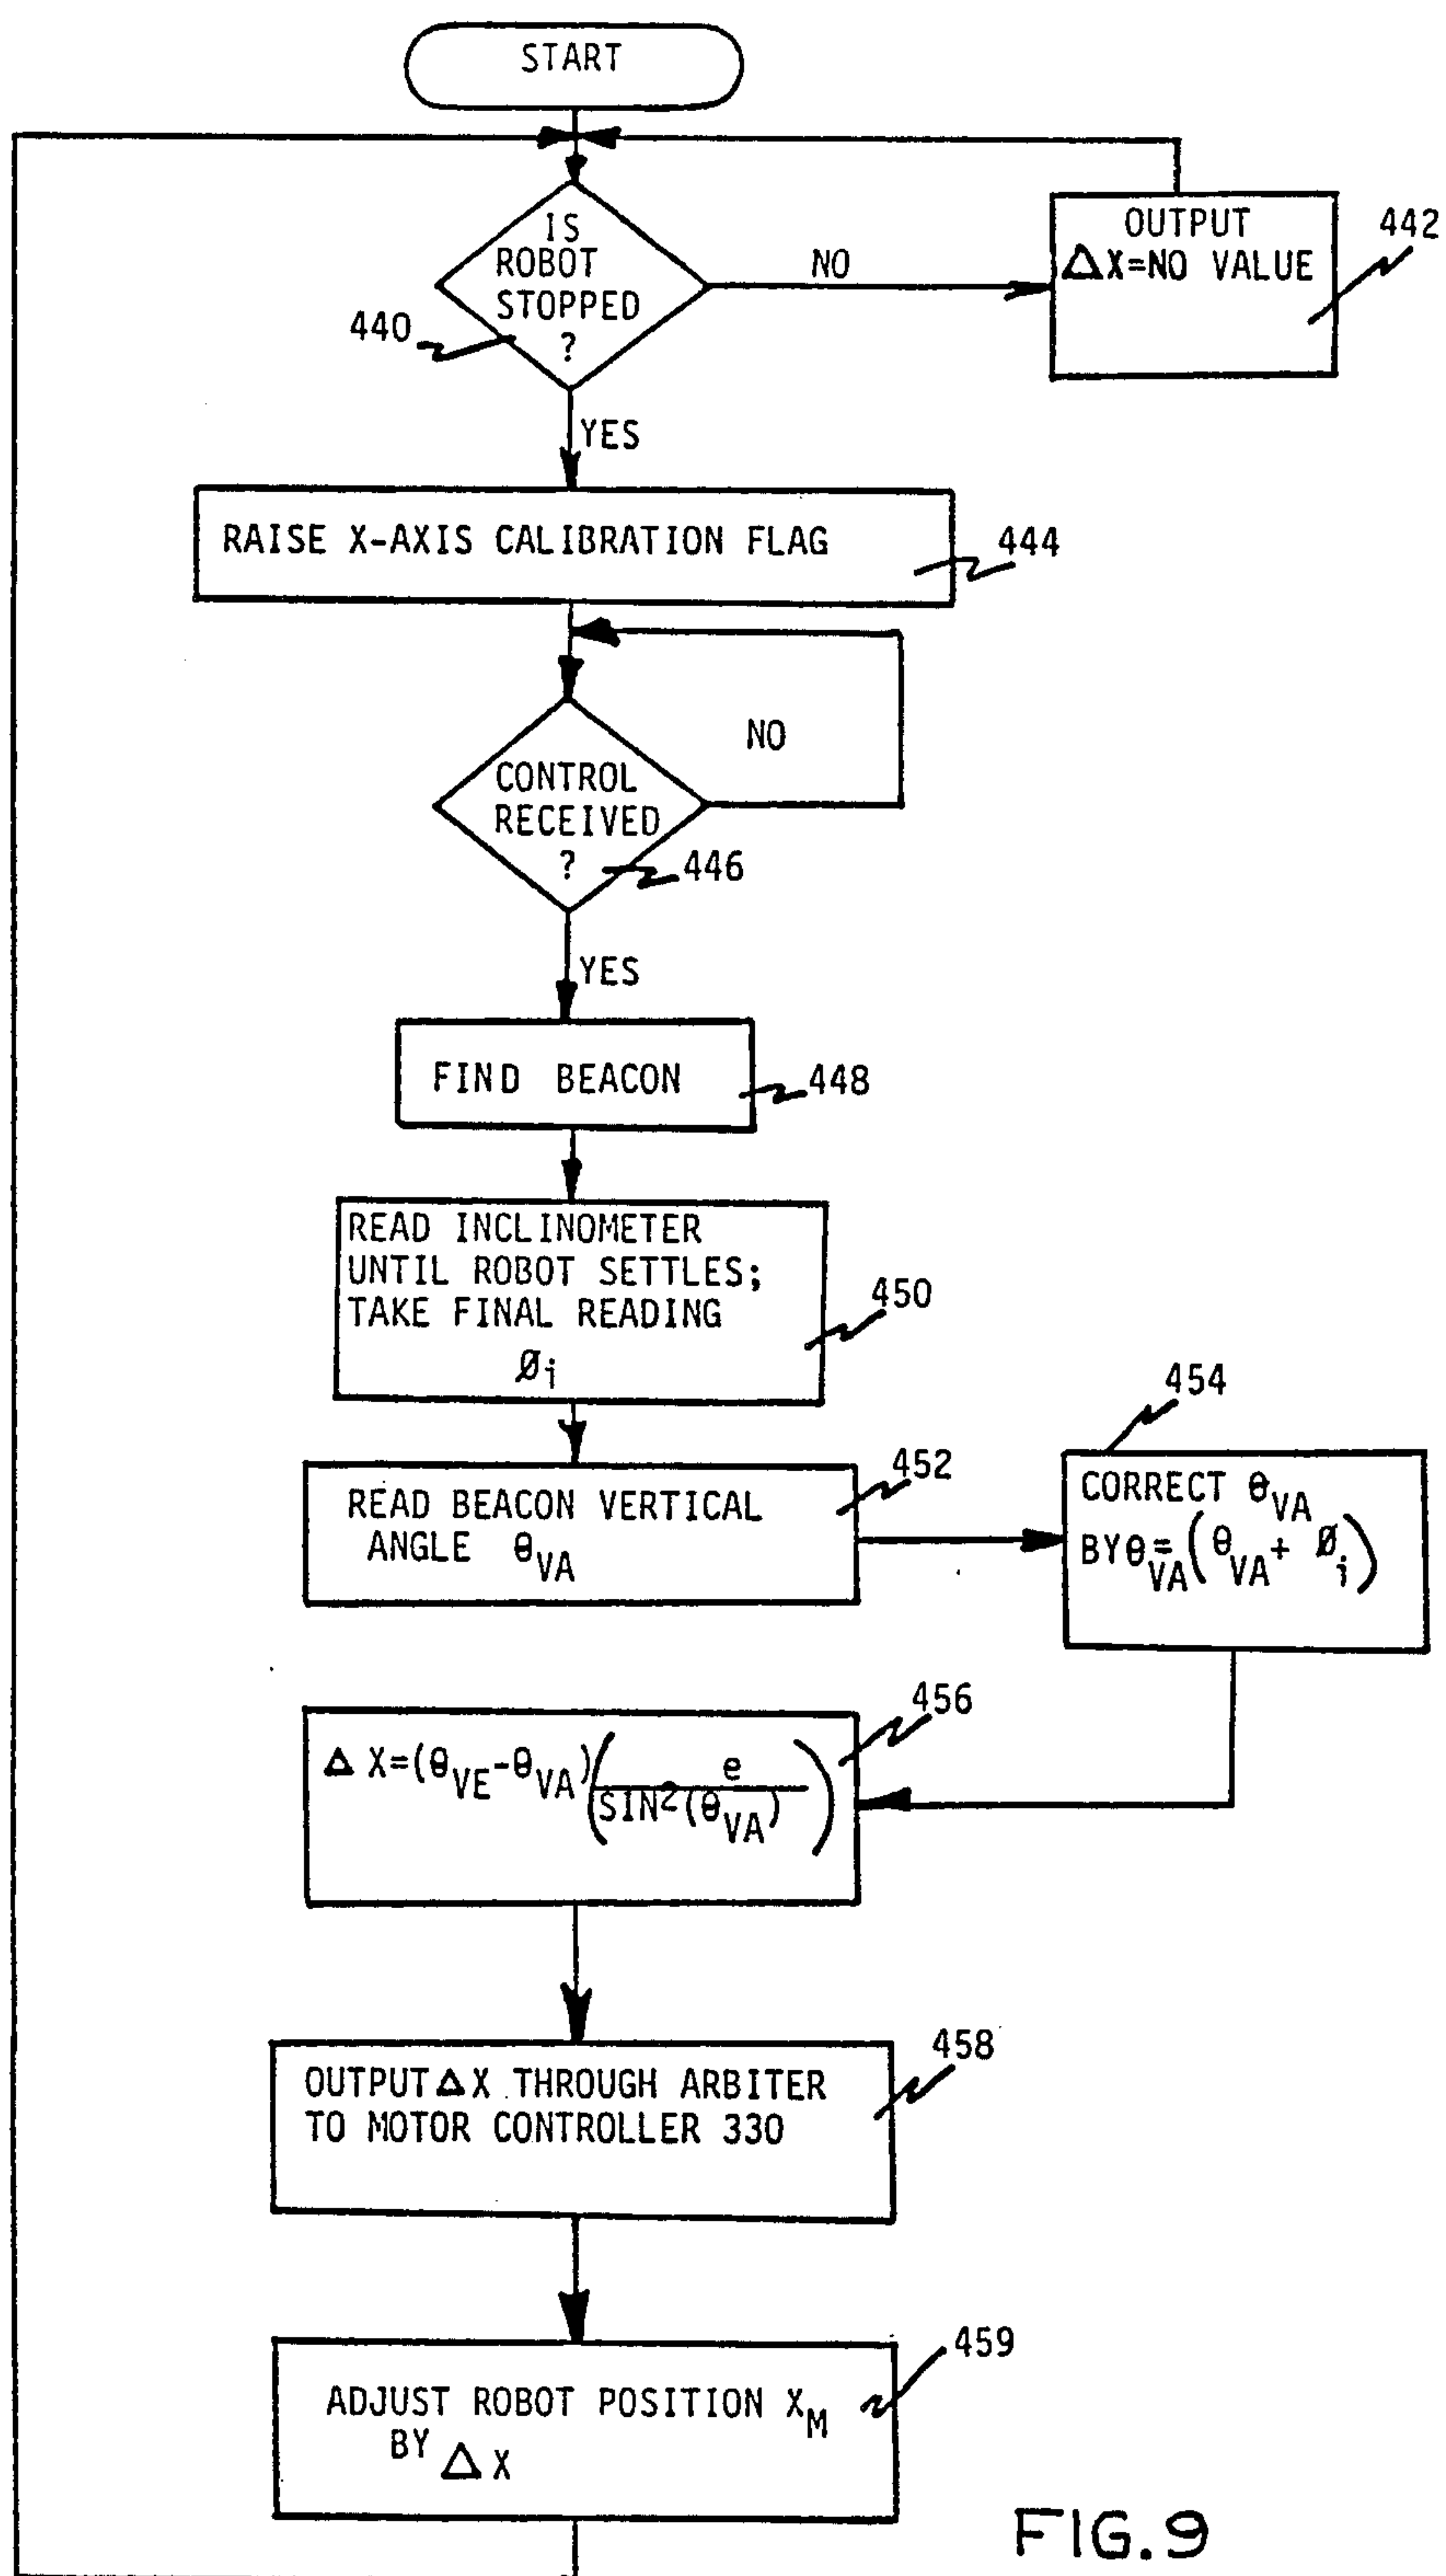 START
IS
ROBOT
STOPPED
?
440
NO
OUTPUT
ΔX=NO VALUE
442
YES
RAISE X-AXIS CALIBRATION FLAG
444
CONTROL
RECEIVED
?
446
NO
YES
FIND BEACON
448
READ INCLINOMETER
UNTIL ROBOT SETTLES;
TAKE FINAL READING
Øi
450
READ BEACON VERTICAL
ANGLE θVA
452
454
CORRECT θVA
BY θVA=(θVA+ Øi)
456
Δ X=(θVE-θVA)(e/SIN²(θVA))
OUTPUT ΔX THROUGH ARBITER
TO MOTOR CONTROLLER 330
458
ADJUST ROBOT POSITION XM
BY Δ X
459
FIG.9